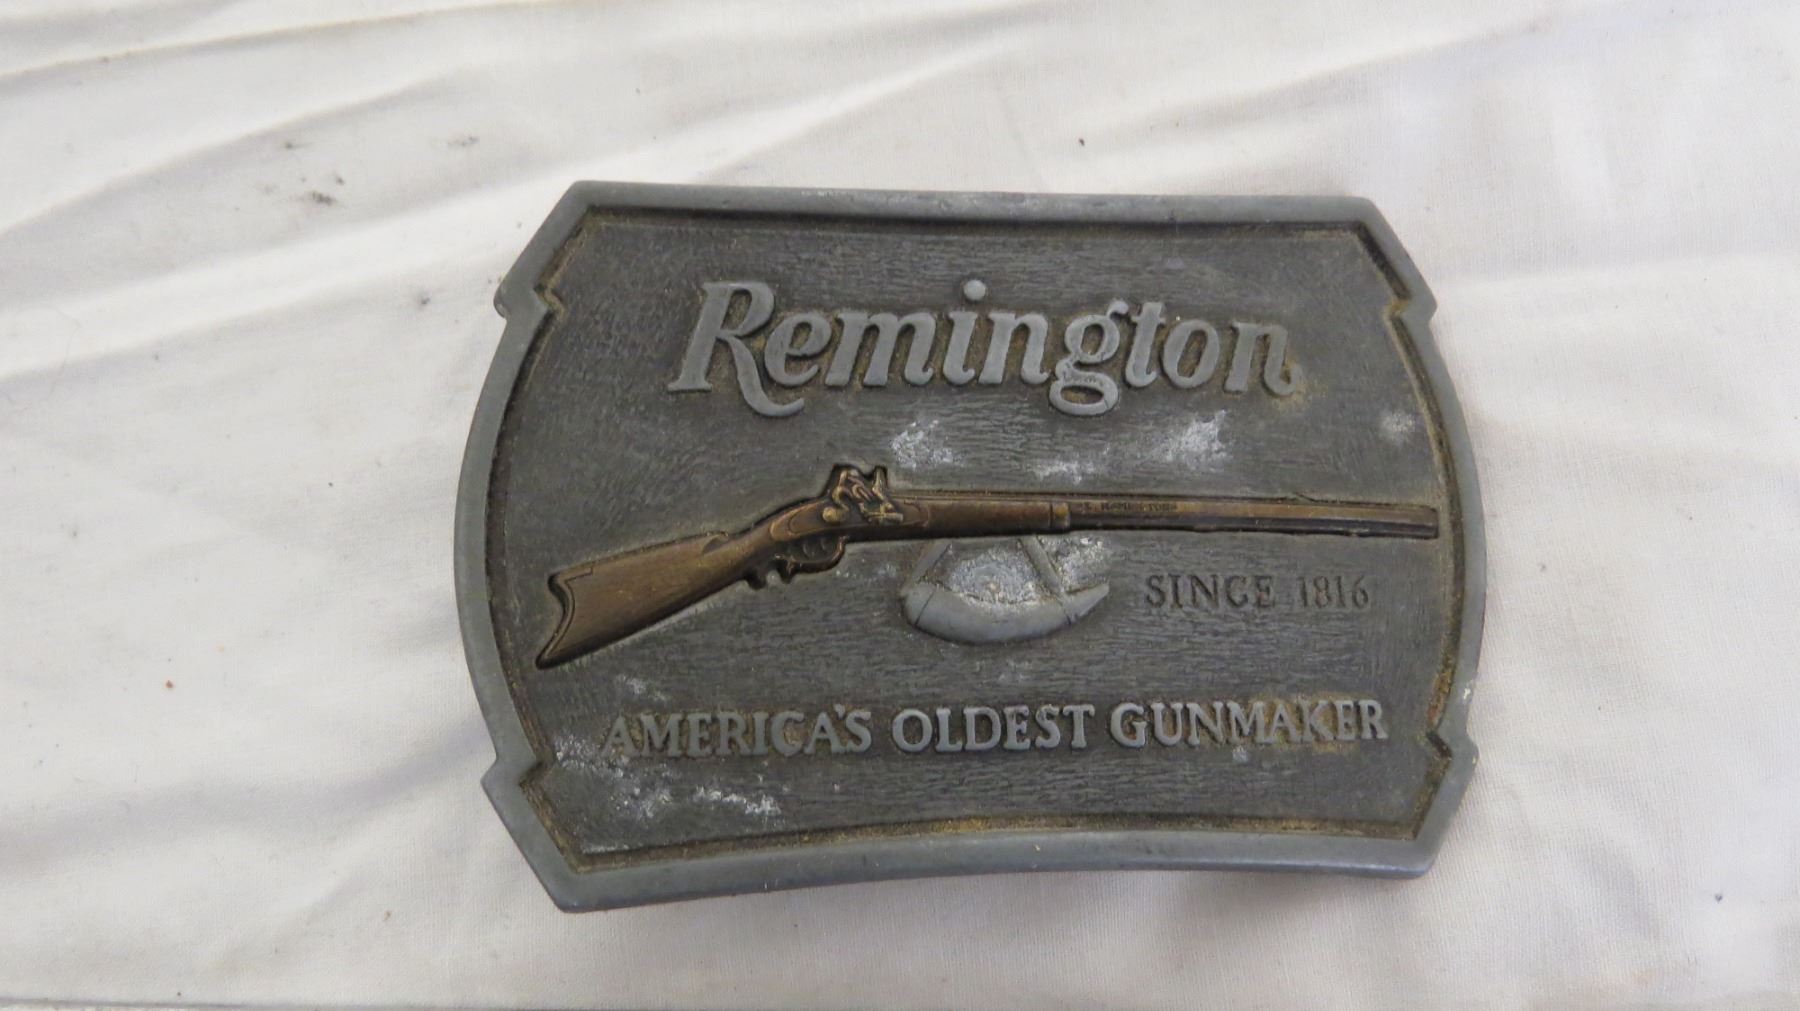 Remington
SINCE 1816
AMERICA'S OLDEST GUNMAKER